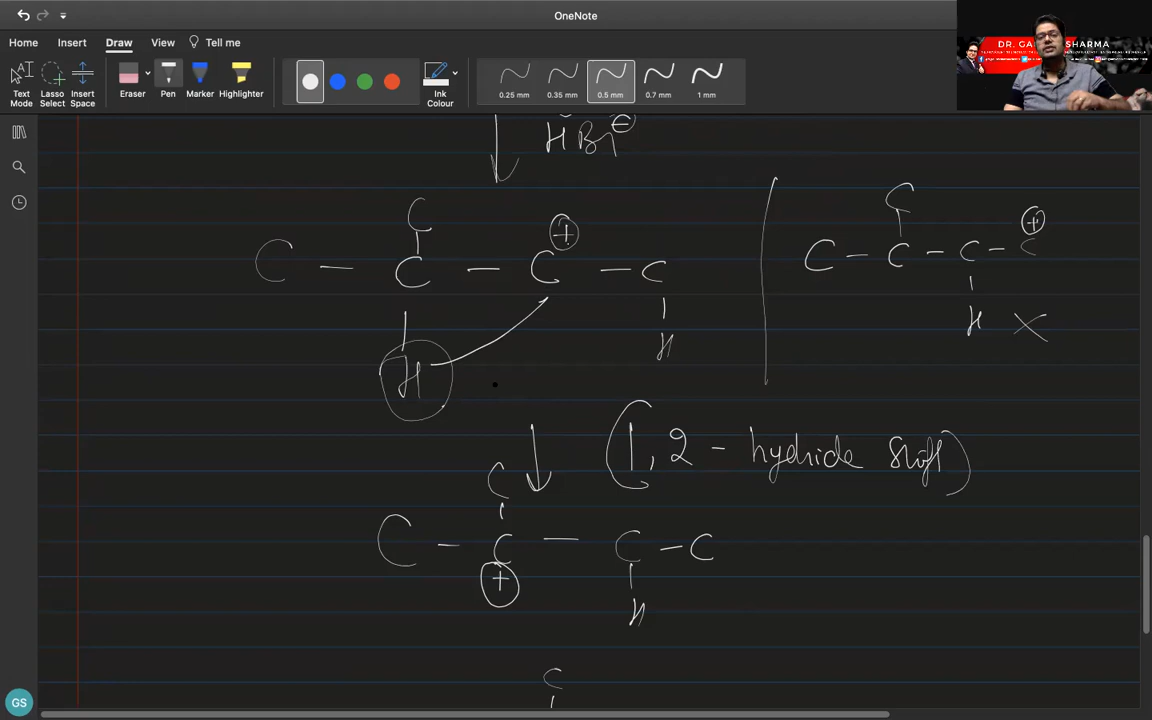 OneNote
Home Insert Draw View Tell me
DR. GA SHARMA
Text Mode
Lasso Select
Insert Space
Eraser
Pen
Marker
Highlighter
Ink Colour
0.25 mm
0.35 mm
0.5 mm
0.7 mm
1 mm
H Br ⊖
C
C — C — C ⊕ — C
H
H
C
C — C — C — C ⊕
H ×
(1, 2 - hydride shift)
C
C — C — C — C
+
H
C
GS